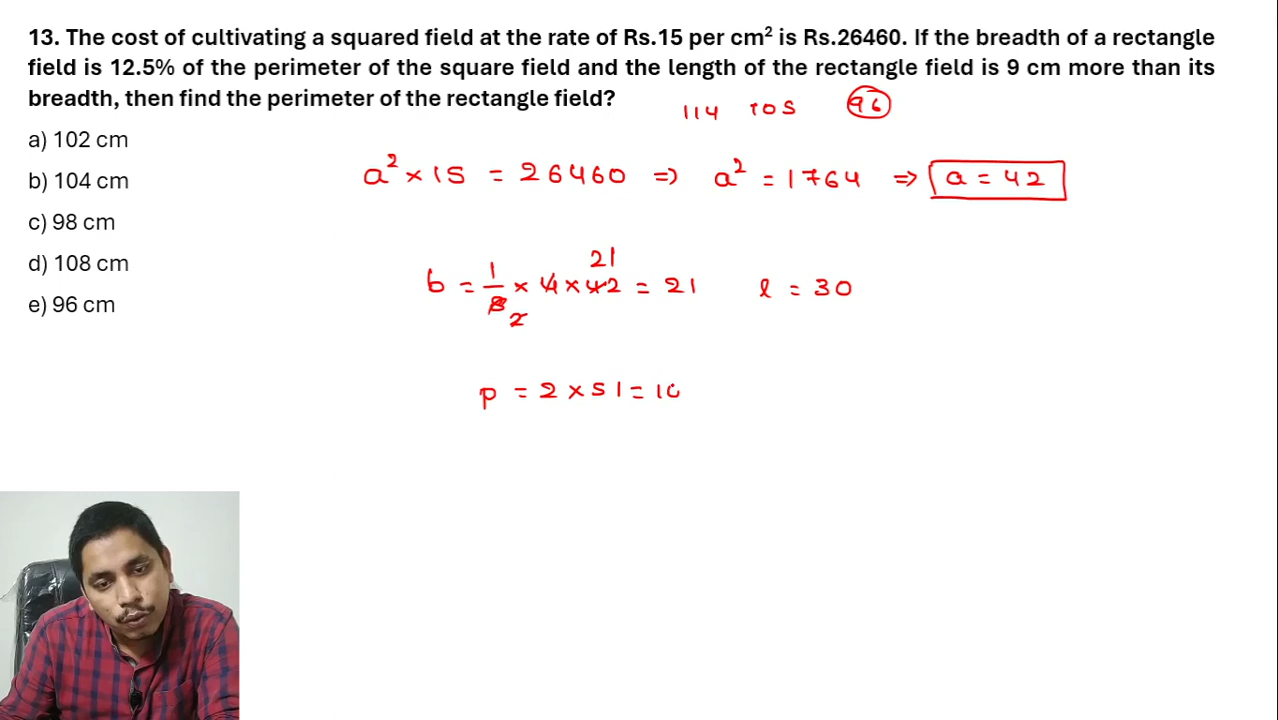 13. The cost of cultivating a squared field at the rate of Rs.15 per cm² is Rs.26460. If the breadth of a rectangle
field is 12.5% of the perimeter of the square field and the length of the rectangle field is 9 cm more than its
breadth, then find the perimeter of the rectangle field?
114 105 96
a) 102 cm
b) 104 cm
c) 98 cm
d) 108 cm
e) 96 cm
a² × 15 = 26460 ⇒ a² = 1764 ⇒ a = 42
21
b = 1/8 × 4 × 42 = 21 l = 30
2
p = 2 × 51 = 10